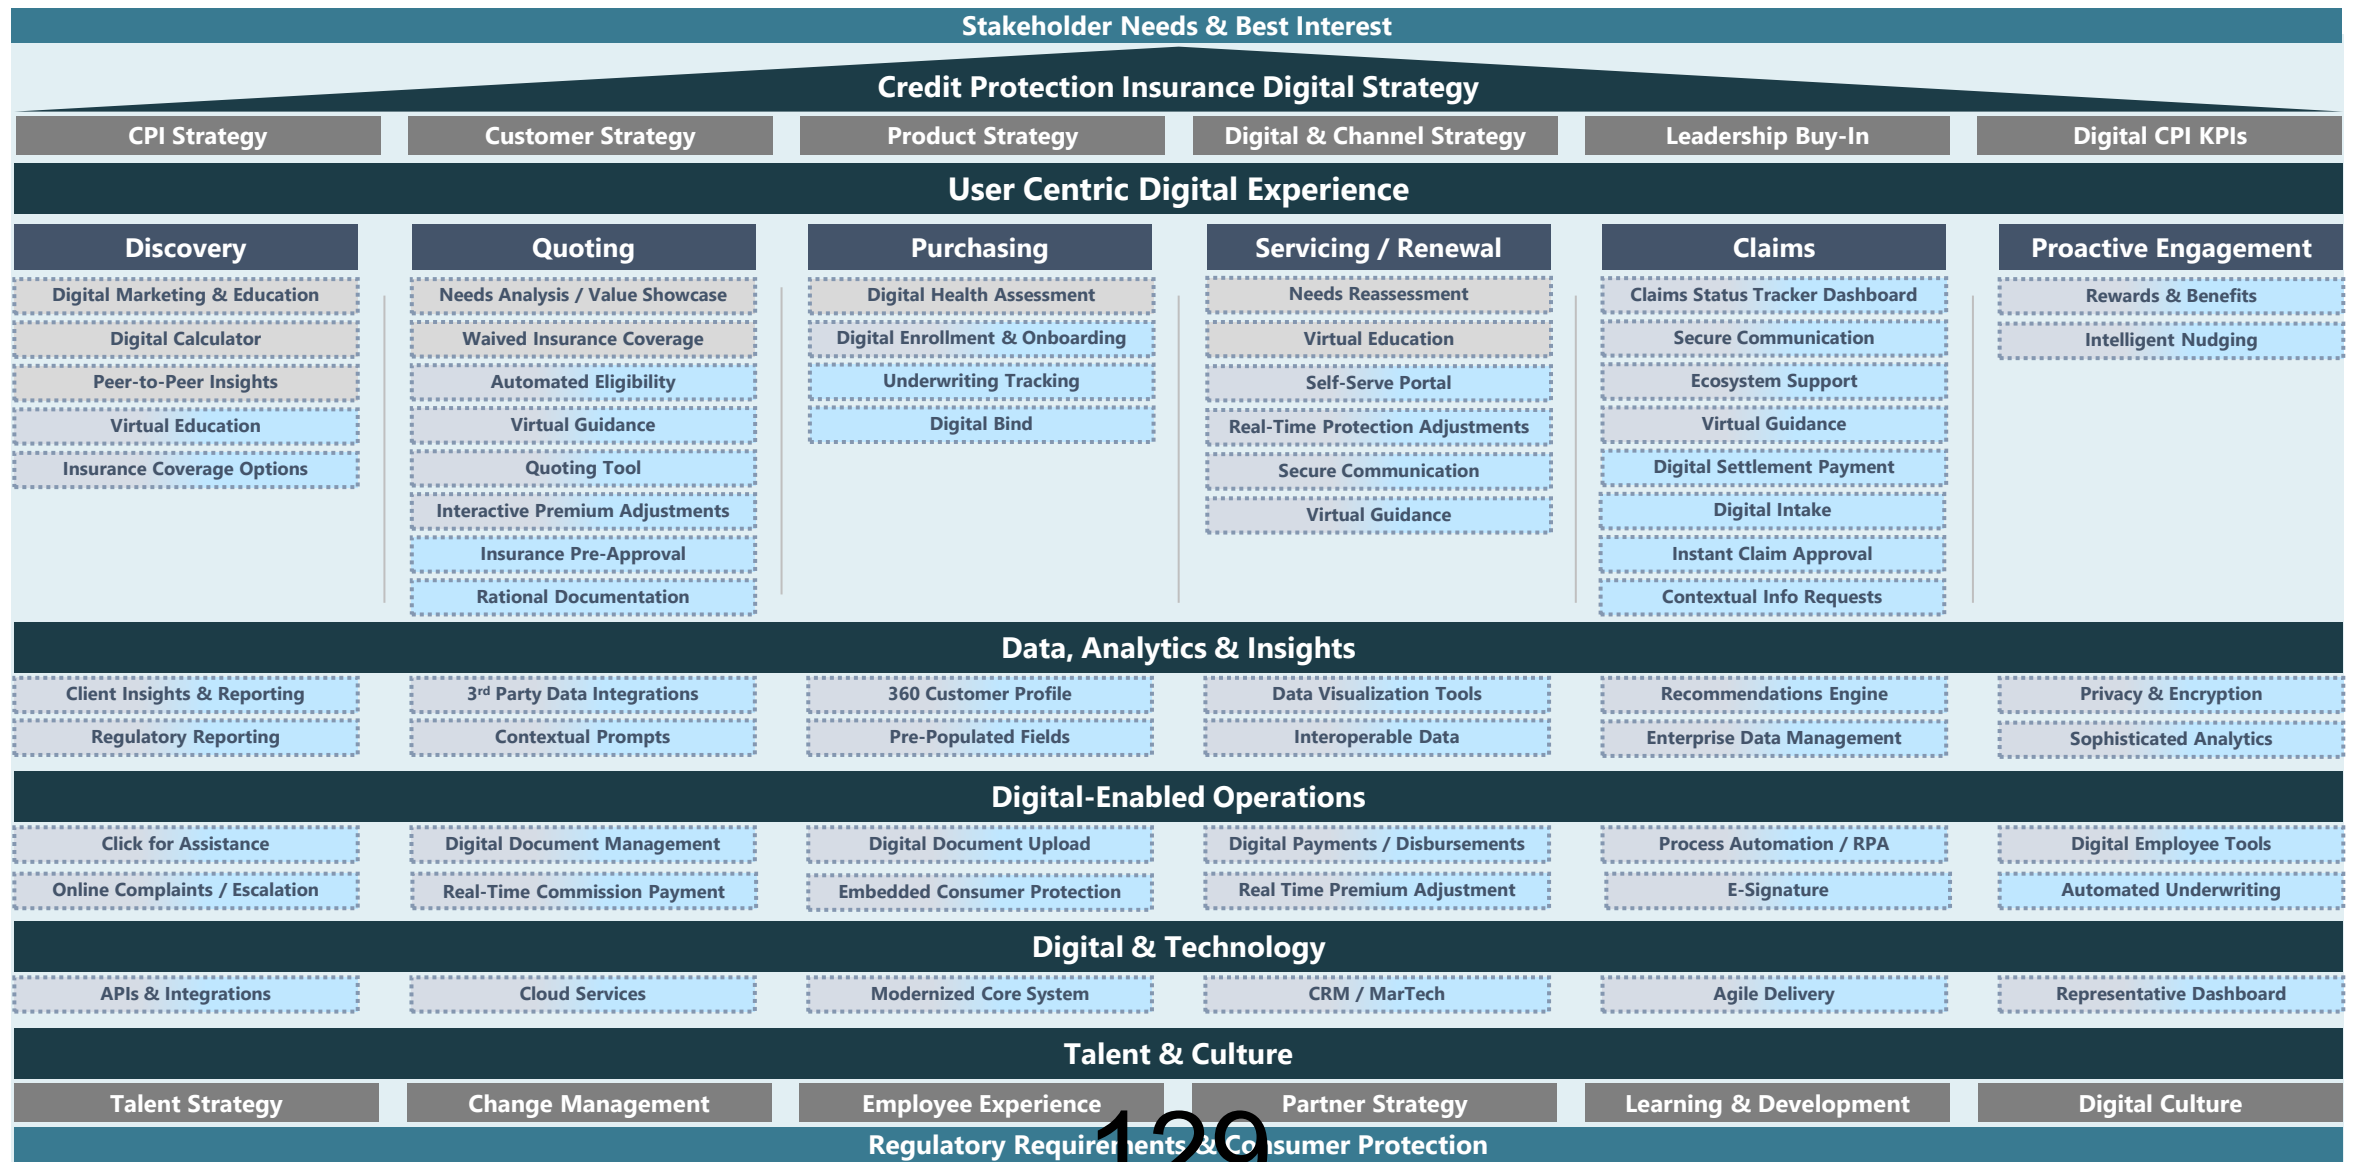 Stakeholder Needs & Best Interest
Credit Protection Insurance Digital Strategy
CPI Strategy
Customer Strategy
Product Strategy
Digital & Channel Strategy
Leadership Buy-In
Digital CPI KPIs
User Centric Digital Experience
Discovery
Digital Marketing & Education
Digital Calculator
Peer-to-Peer Insights
Virtual Education
Insurance Coverage Options
Quoting
Needs Analysis / Value Showcase
Waived Insurance Coverage
Automated Eligibility
Virtual Guidance
Quoting Tool
Interactive Premium Adjustments
Insurance Pre-Approval
Rational Documentation
Purchasing
Digital Health Assessment
Digital Enrollment & Onboarding
Underwriting Tracking
Digital Bind
Servicing / Renewal
Needs Reassessment
Virtual Education
Self-Serve Portal
Real-Time Protection Adjustments
Secure Communication
Virtual Guidance
Claims
Claims Status Tracker Dashboard
Secure Communication
Ecosystem Support
Virtual Guidance
Digital Settlement Payment
Digital Intake
Instant Claim Approval
Contextual Info Requests
Proactive Engagement
Rewards & Benefits
Intelligent Nudging
Data, Analytics & Insights
Client Insights & Reporting
3rd Party Data Integrations
360 Customer Profile
Data Visualization Tools
Recommendations Engine
Privacy & Encryption
Regulatory Reporting
Contextual Prompts
Pre-Populated Fields
Interoperable Data
Enterprise Data Management
Sophisticated Analytics
Digital-Enabled Operations
Click for Assistance
Digital Document Management
Digital Document Upload
Digital Payments / Disbursements
Process Automation / RPA
Digital Employee Tools
Online Complaints / Escalation
Real-Time Commission Payment
Embedded Consumer Protection
Real Time Premium Adjustment
E-Signature
Automated Underwriting
Digital & Technology
APIs & Integrations
Cloud Services
Modernized Core System
CRM / MarTech
Agile Delivery
Representative Dashboard
Talent & Culture
Talent Strategy
Change Management
Employee Experience
Partner Strategy
Learning & Development
Digital Culture
Regulatory Requirements & Consumer Protection
129